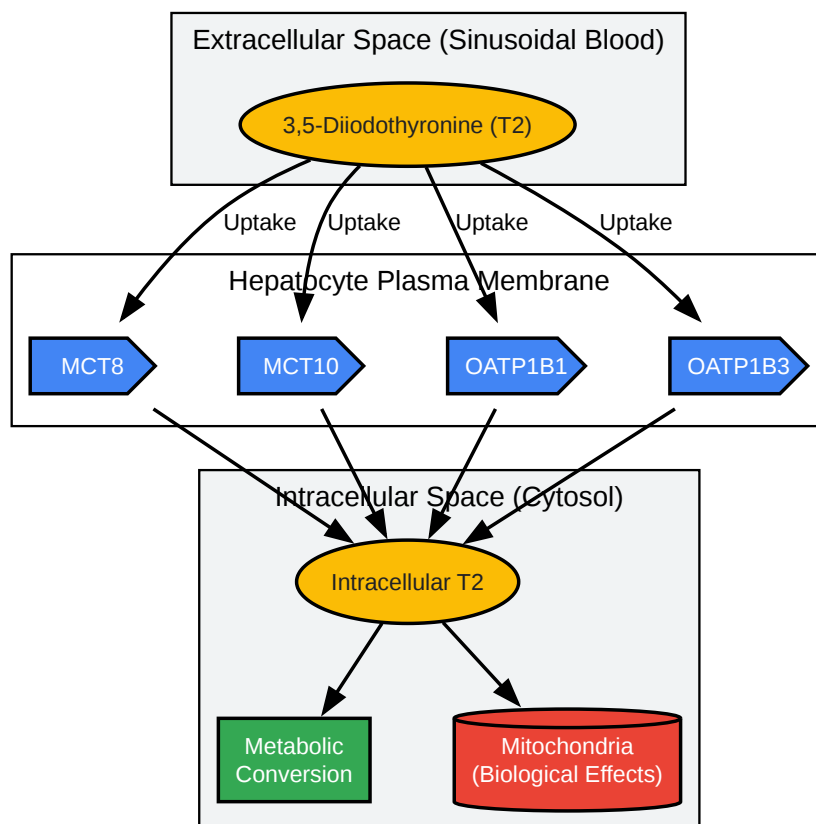 Extracellular Space (Sinusoidal Blood)
3,5-Diiodothyronine (T2)
Uptake
Uptake
Uptake
Uptake
Hepatocyte Plasma Membrane
MCT8
MCT10
OATP1B1
OATP1B3
Intracellular Space (Cytosol)
Intracellular T2
Metabolic
Conversion
Mitochondria
(Biological Effects)